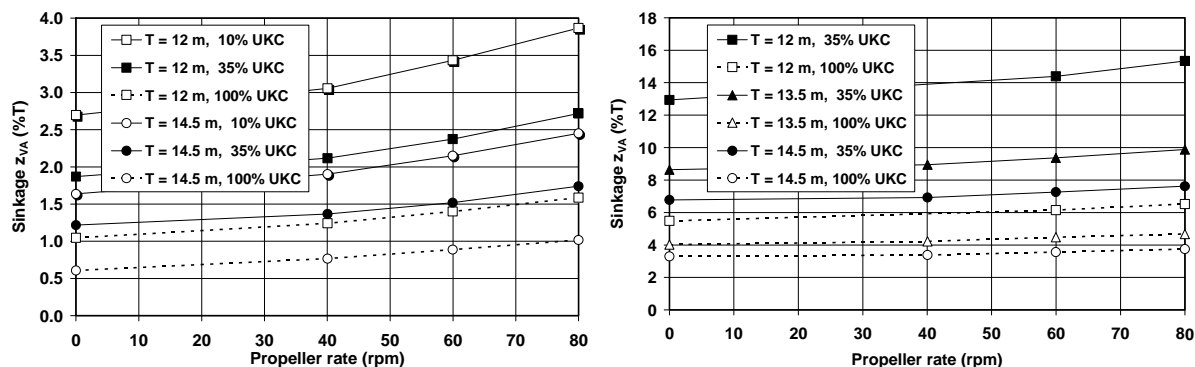 4.0
3.5
3.0
2.5
2.0
1.5
1.0
0.5
0.0
Sinkage z_VA (%T)
T = 12 m, 10% UKC
T = 12 m, 35% UKC
T = 12 m, 100% UKC
T = 14.5 m, 10% UKC
T = 14.5 m, 35% UKC
T = 14.5 m, 100% UKC
0 10 20 30 40 50 60 70 80
Propeller rate (rpm)
18
16
14
12
10
8
6
4
2
0
Sinkage z_VA (%T)
T = 12 m, 35% UKC
T = 12 m, 100% UKC
T = 13.5 m, 35% UKC
T = 13.5 m, 100% UKC
T = 14.5 m, 35% UKC
T = 14.5 m, 100% UKC
0 10 20 30 40 50 60 70 80
Propeller rate (rpm)